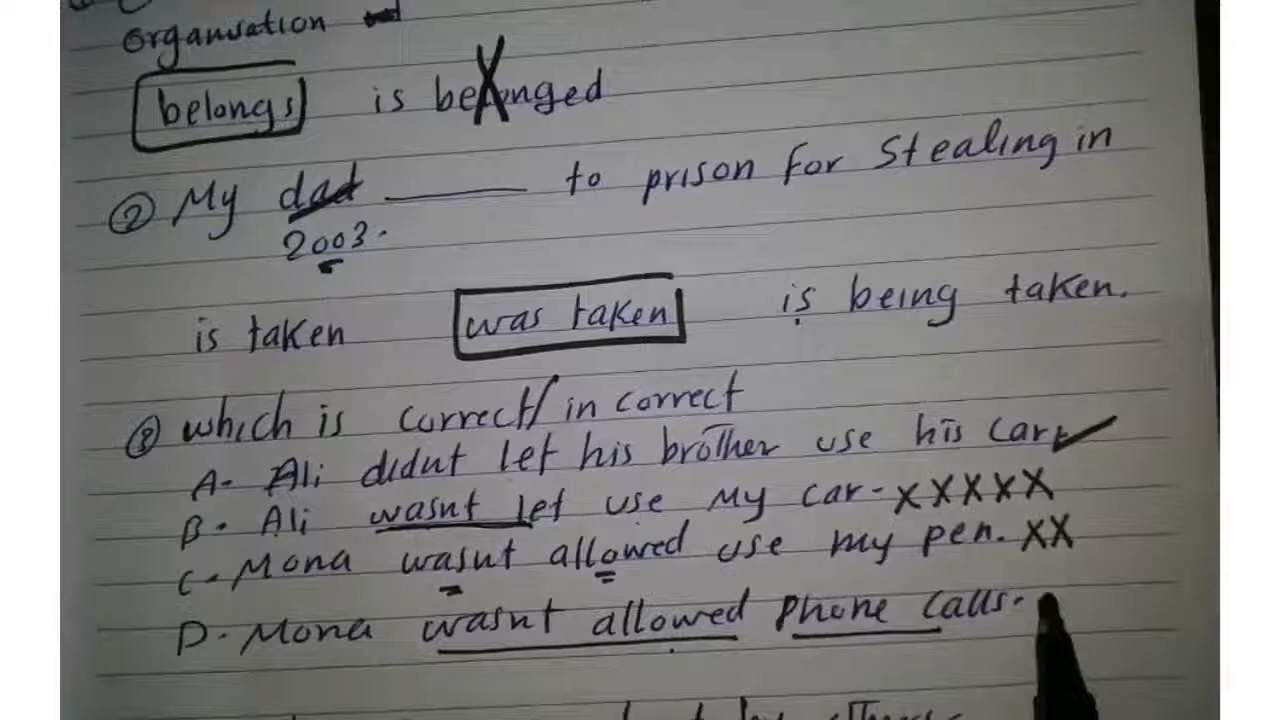 Organisation
belongs is belonged
② My dad ______ to prison for Stealing in
2003.
is taken was taken is being taken.
③ which is correct/ in correct
A- Ali didnt let his brother use his car. ✓
B. Ali wasnt let use my car- XXXXX
C- Mona wasnt allowed use my pen. XX
D. Mona wasnt allowed phone calls.